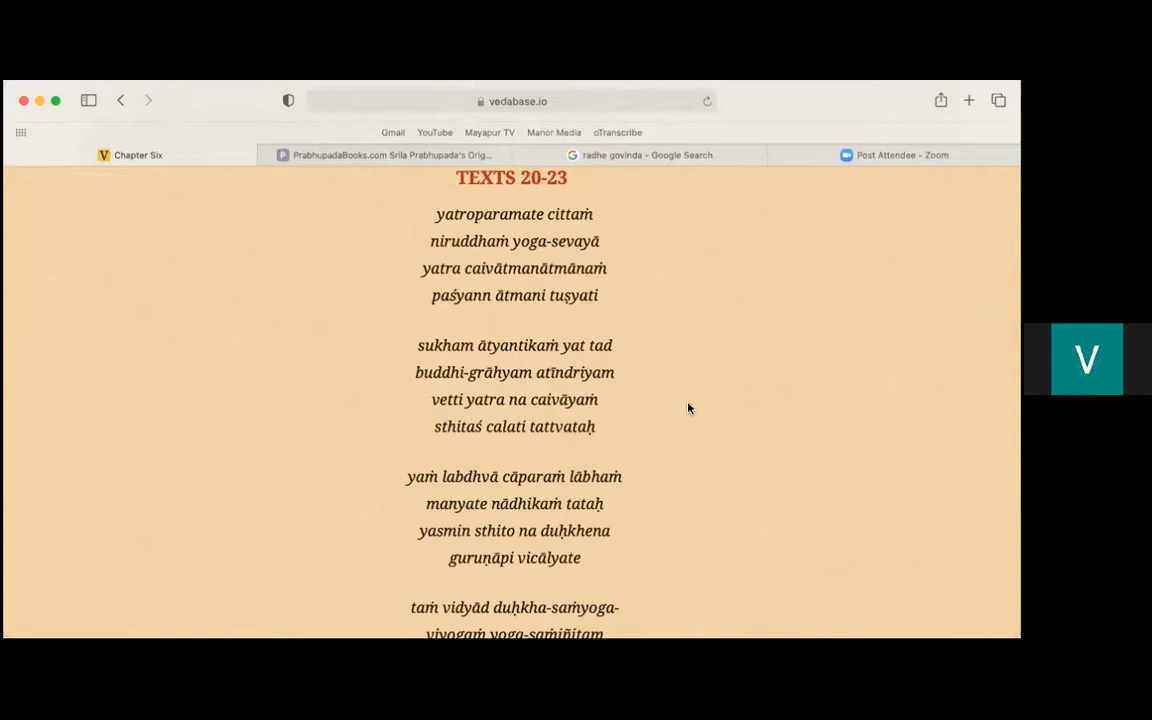 vedabase.io
Gmail YouTube Mayapur TV Manor Media oTranscribe
V Chapter Six P PrabhupadaBooks.com Srila Prabhupada's Orig... G radhe govinda - Google Search Post Attendee - Zoom
TEXTS 20-23
yatroparamate cittaṁ
niruddhaṁ yoga-sevayā
yatra caivātmanātmānaṁ
paśyann ātmani tuṣyati
sukham ātyantikaṁ yat tad
buddhi-grāhyam atīndriyam
vetti yatra na caivāyaṁ
sthitaś calati tattvataḥ
yaṁ labdhvā cāparaṁ lābhaṁ
manyate nādhikaṁ tataḥ
yasmin sthito na duḥkhena
guruṇāpi vicālyate
taṁ vidyād duḥkha-saṁyoga-
viyogaṁ yoga-saṁjñitam
V